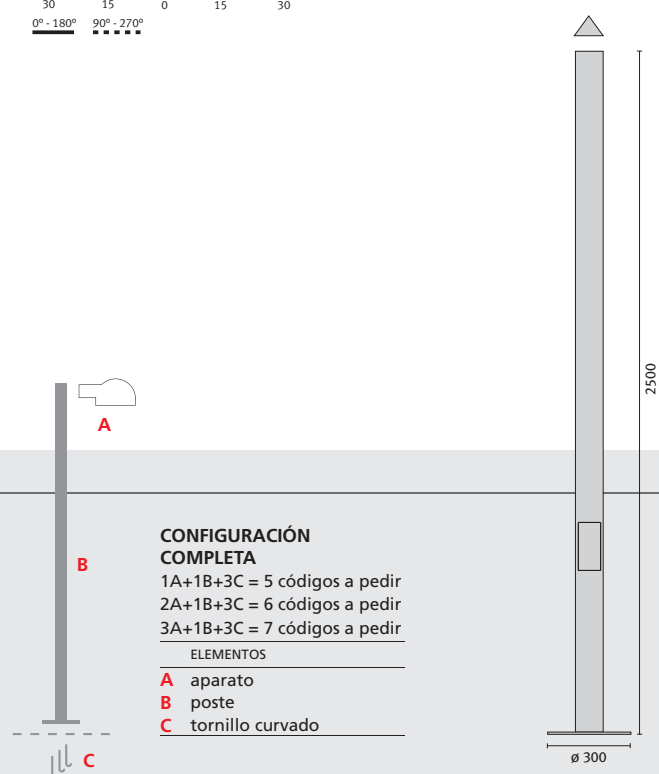 30 15 0 15 30
0º - 180º 90º - 270º
2500
A
B
CONFIGURACIÓN
COMPLETA
1A+1B+3C = 5 códigos a pedir
2A+1B+3C = 6 códigos a pedir
3A+1B+3C = 7 códigos a pedir
ELEMENTOS
A aparato
B poste
C tornillo curvado
C
ø 300